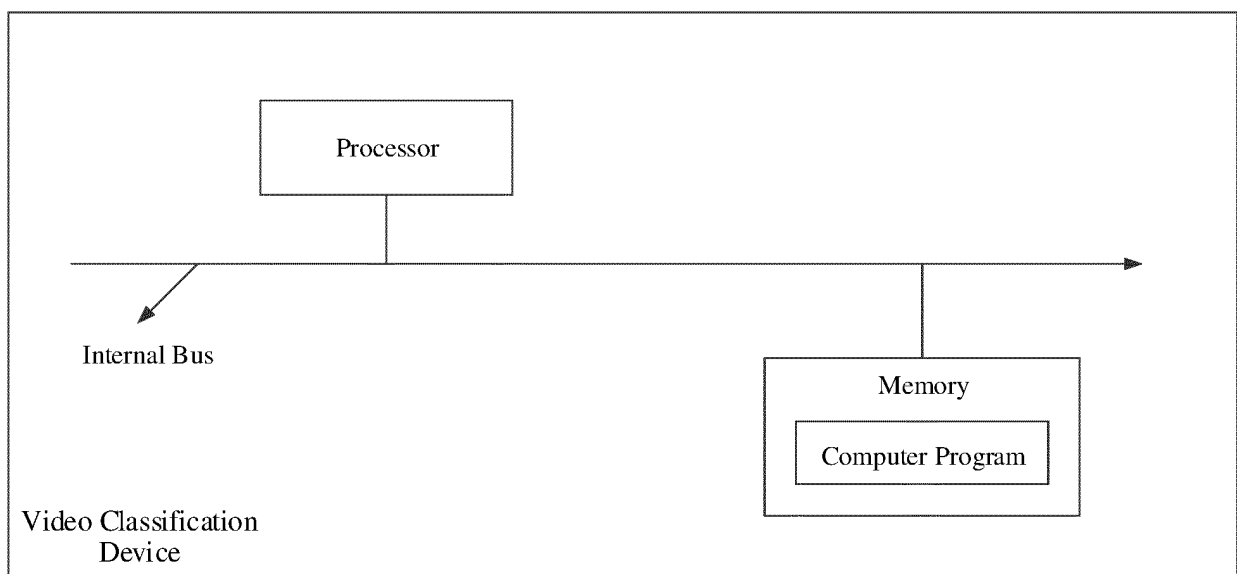 Processor
Internal Bus
Memory
Computer Program
Video Classification
Device